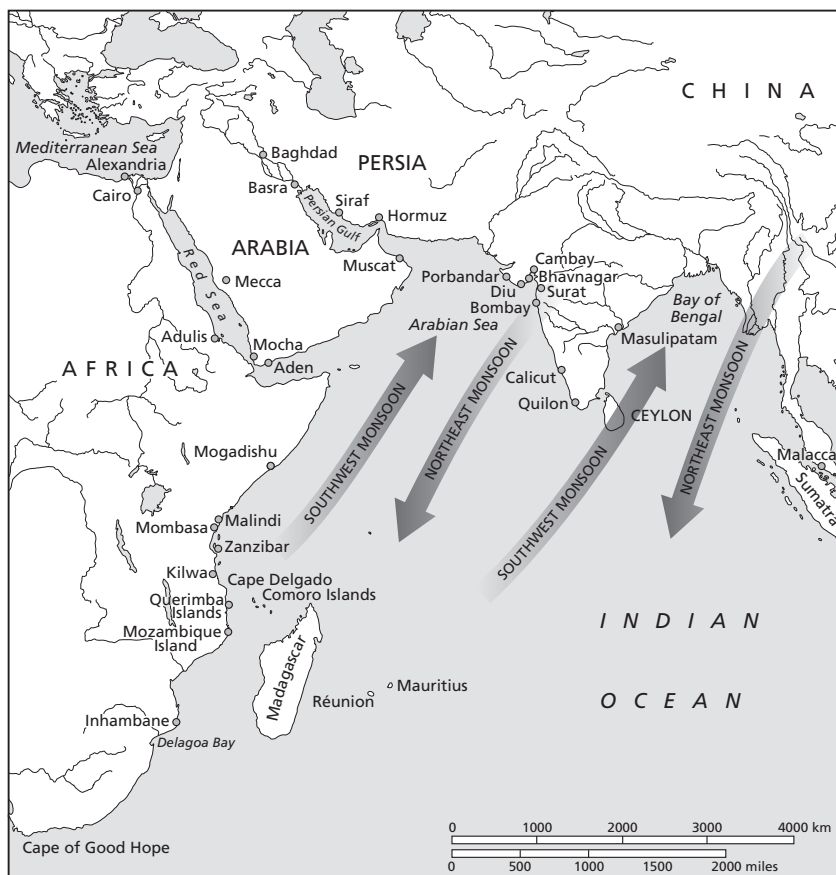 CHINA
Mediterranean Sea
Alexandria
Cairo
Baghdad
Basra
PERSIA
Siraf
Persian Gulf
Hormuz
ARABIA
Muscat
Red Sea
Mecca
Cambay
Porbandar
Bhavnagar
Diu
Surat
Bombay
Bay of
Bengal
Arabian Sea
Adulis
Mocha
Aden
Masulipatam
AFRICA
Calicut
Quilon
CEYLON
SOUTHWEST MONSOON
NORTHEAST MONSOON
SOUTHWEST MONSOON
NORTHEAST MONSOON
Malacca
Sumatra
Mogadishu
Malindi
Mombasa
Zanzibar
Kilwa
Cape Delgado
Comoro Islands
Querimba
Islands
Mozambique
Island
INDIAN
OCEAN
Madagascar
Mauritius
Réunion
Inhambane
Delagoa Bay
Cape of Good Hope
0 1000 2000 3000 4000 km
0 500 1000 1500 2000 miles